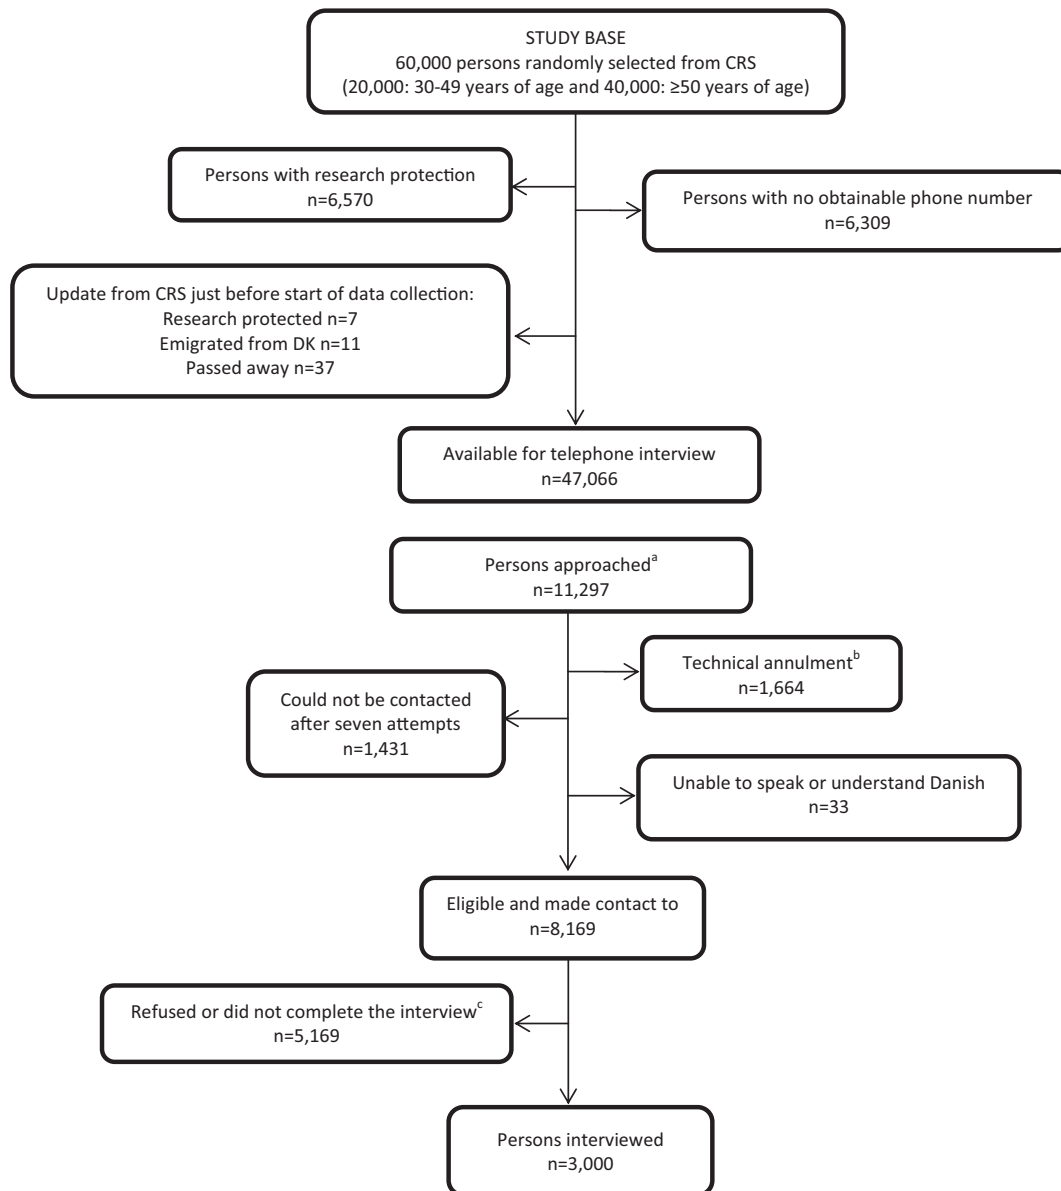 STUDY BASE
60,000 persons randomly selected from CRS
(20,000: 30-49 years of age and 40,000: ≥50 years of age)
Persons with research protection
n=6,570
Persons with no obtainable phone number
n=6,309
Update from CRS just before start of data collection:
Research protected n=7
Emigrated from DK n=11
Passed away n=37
Available for telephone interview
n=47,066
Persons approachedᵃ
n=11,297
Technical annulmentᵇ
n=1,664
Could not be contacted
after seven attempts
n=1,431
Unable to speak or understand Danish
n=33
Eligible and made contact to
n=8,169
Refused or did not complete the interviewᶜ
n=5,169
Persons interviewed
n=3,000